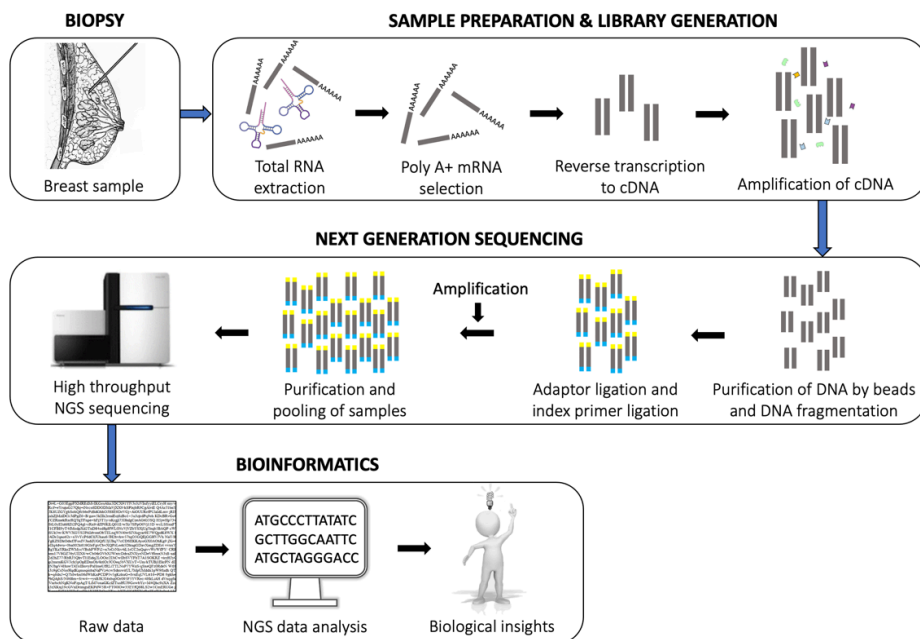 BIOPSY
SAMPLE PREPARATION & LIBRARY GENERATION
AAAAAA
AAAAAA
AAAAAA
AAAAAA
AAAAAA
AAAAAA
AAAAAA
AAAAAA
Breast sample
Total RNA
extraction
Poly A+ mRNA
selection
Reverse transcription
to cDNA
Amplification of cDNA
NEXT GENERATION SEQUENCING
Amplification
High throughput
NGS sequencing
Purification and
pooling of samples
Adaptor ligation and
index primer ligation
Purification of DNA by beads
and DNA fragmentation
BIOINFORMATICS
ATGCCCTTATATC
GCTTGGCAATTC
ATGCTAGGGACC
Raw data
NGS data analysis
Biological insights